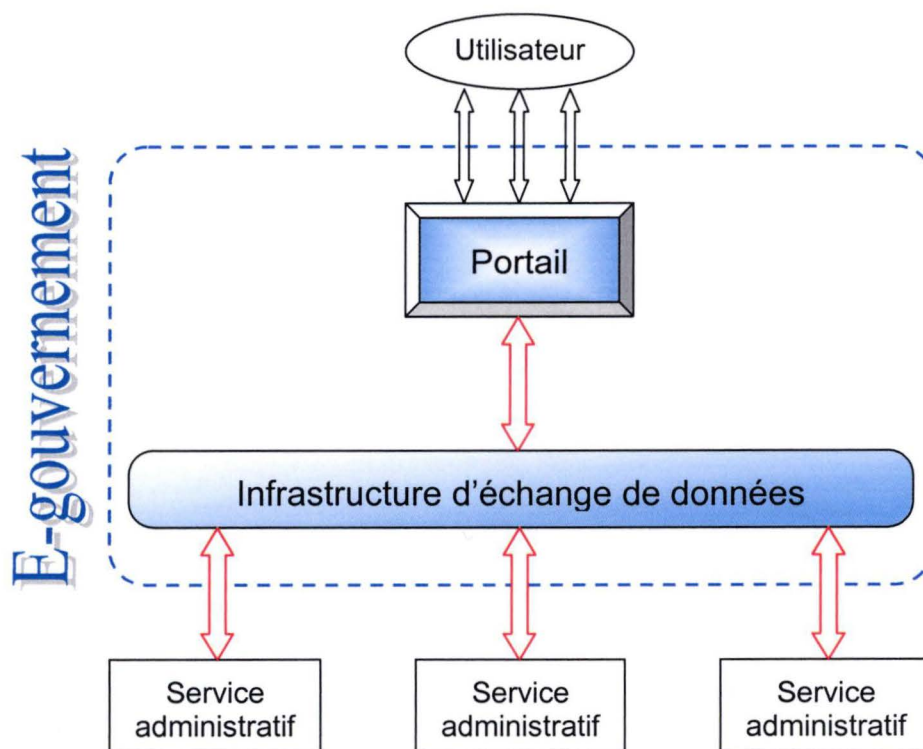 Utilisateur
E-gouvernement
Portail
Infrastructure d'échange de données
Service
administratif
Service
administratif
Service
administratif